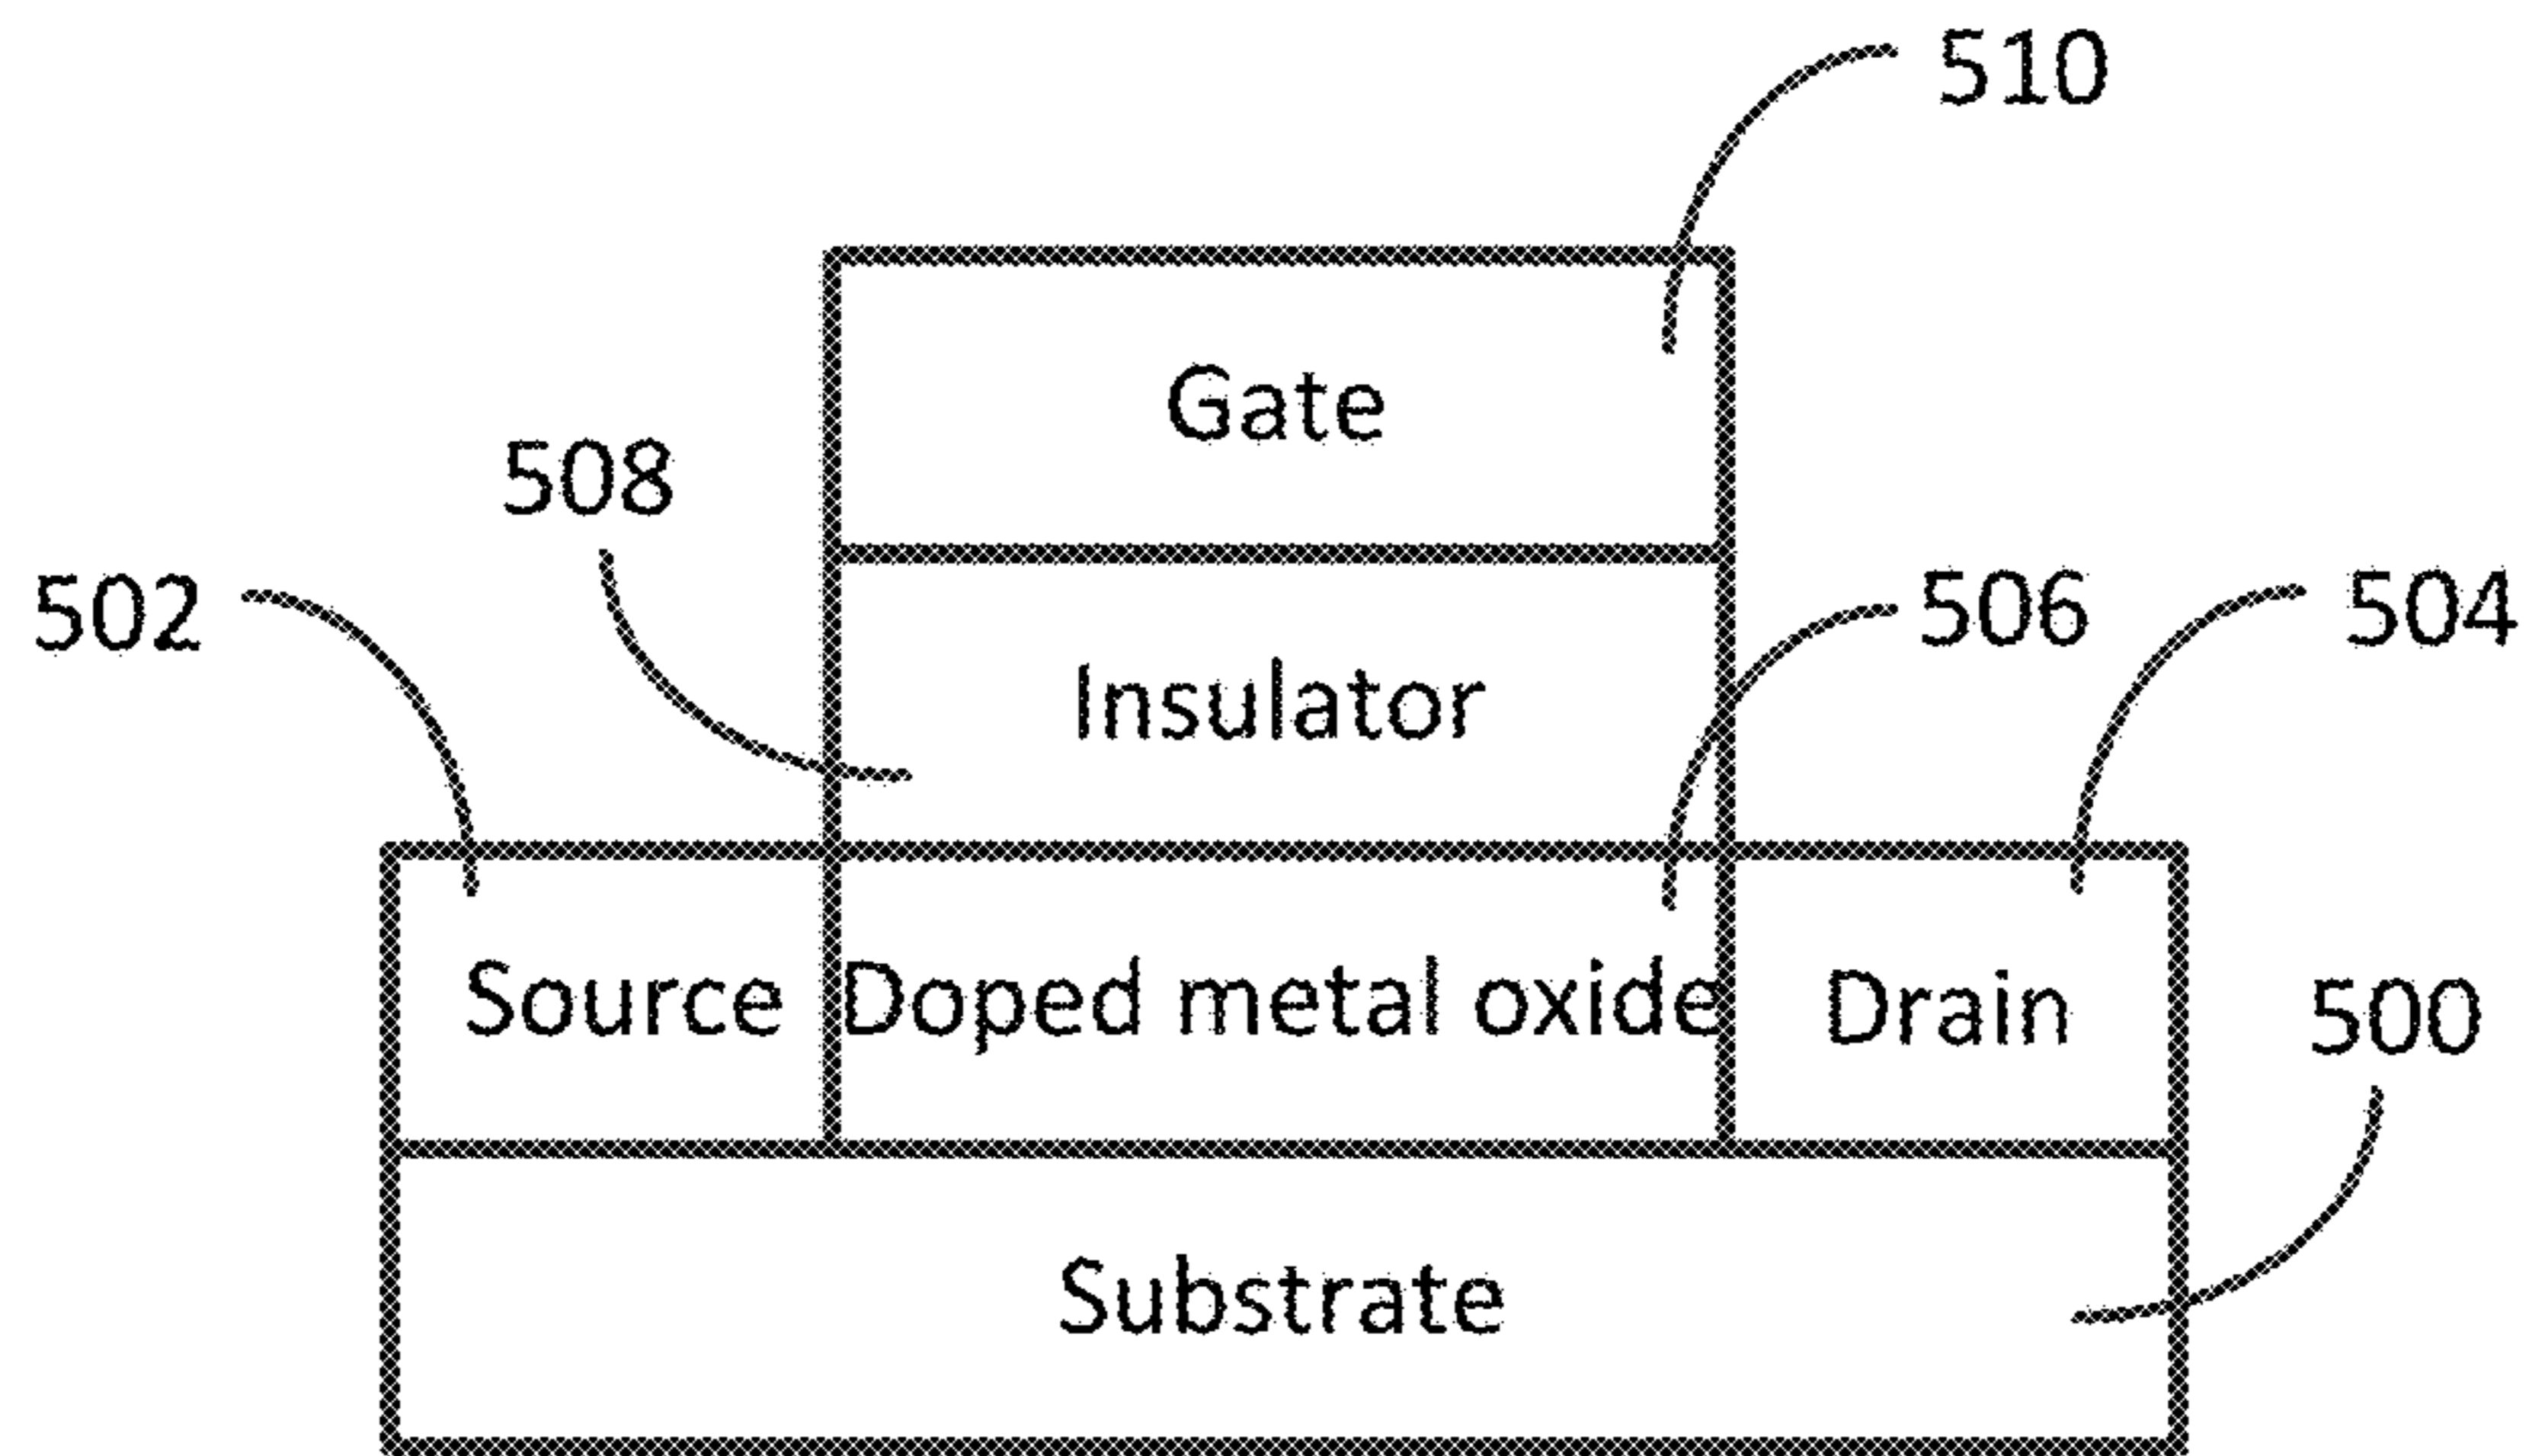 510
Gate
508
502
Insulator
506
504
Source
Doped metal oxide
Drain
500
Substrate